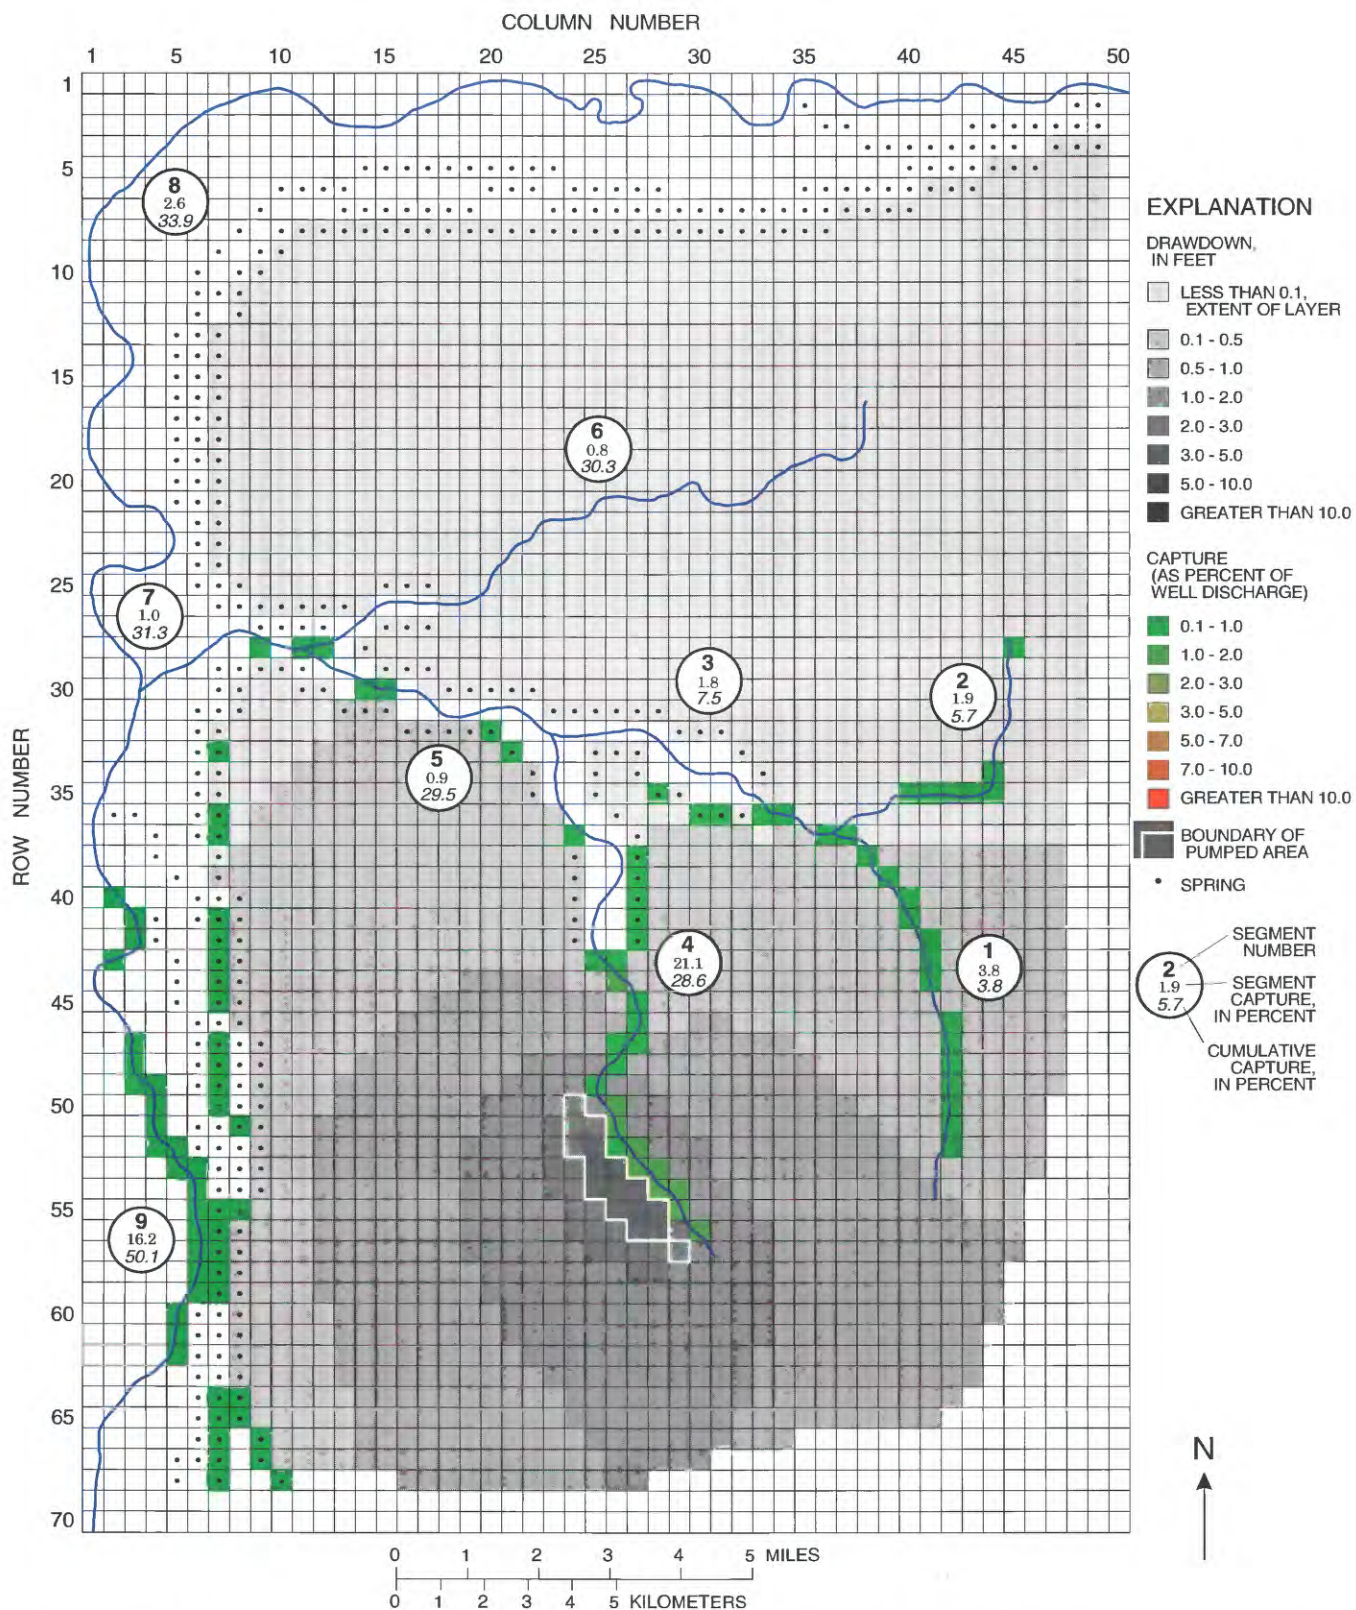 COLUMN NUMBER
1 5 10 15 20 25 30 35 40 45 50
ROW NUMBER
1
5
10
15
20
25
30
35
40
45
50
55
60
65
70
8
2.6
33.9
6
0.8
30.3
7
1.0
31.3
3
1.8
7.5
2
1.9
5.7
5
0.9
29.5
4
21.1
28.6
1
3.8
3.8
9
16.2
50.1
EXPLANATION
DRAWDOWN,
IN FEET
LESS THAN 0.1,
EXTENT OF LAYER
0.1 - 0.5
0.5 - 1.0
1.0 - 2.0
2.0 - 3.0
3.0 - 5.0
5.0 - 10.0
GREATER THAN 10.0
CAPTURE
(AS PERCENT OF
WELL DISCHARGE)
0.1 - 1.0
1.0 - 2.0
2.0 - 3.0
3.0 - 5.0
5.0 - 7.0
7.0 - 10.0
GREATER THAN 10.0
BOUNDARY OF
PUMPED AREA
SPRING
2
1.9
5.7
SEGMENT
NUMBER
SEGMENT
CAPTURE,
IN PERCENT
CUMULATIVE
CAPTURE,
IN PERCENT
N
0 1 2 3 4 5 MILES
0 1 2 3 4 5 KILOMETERS